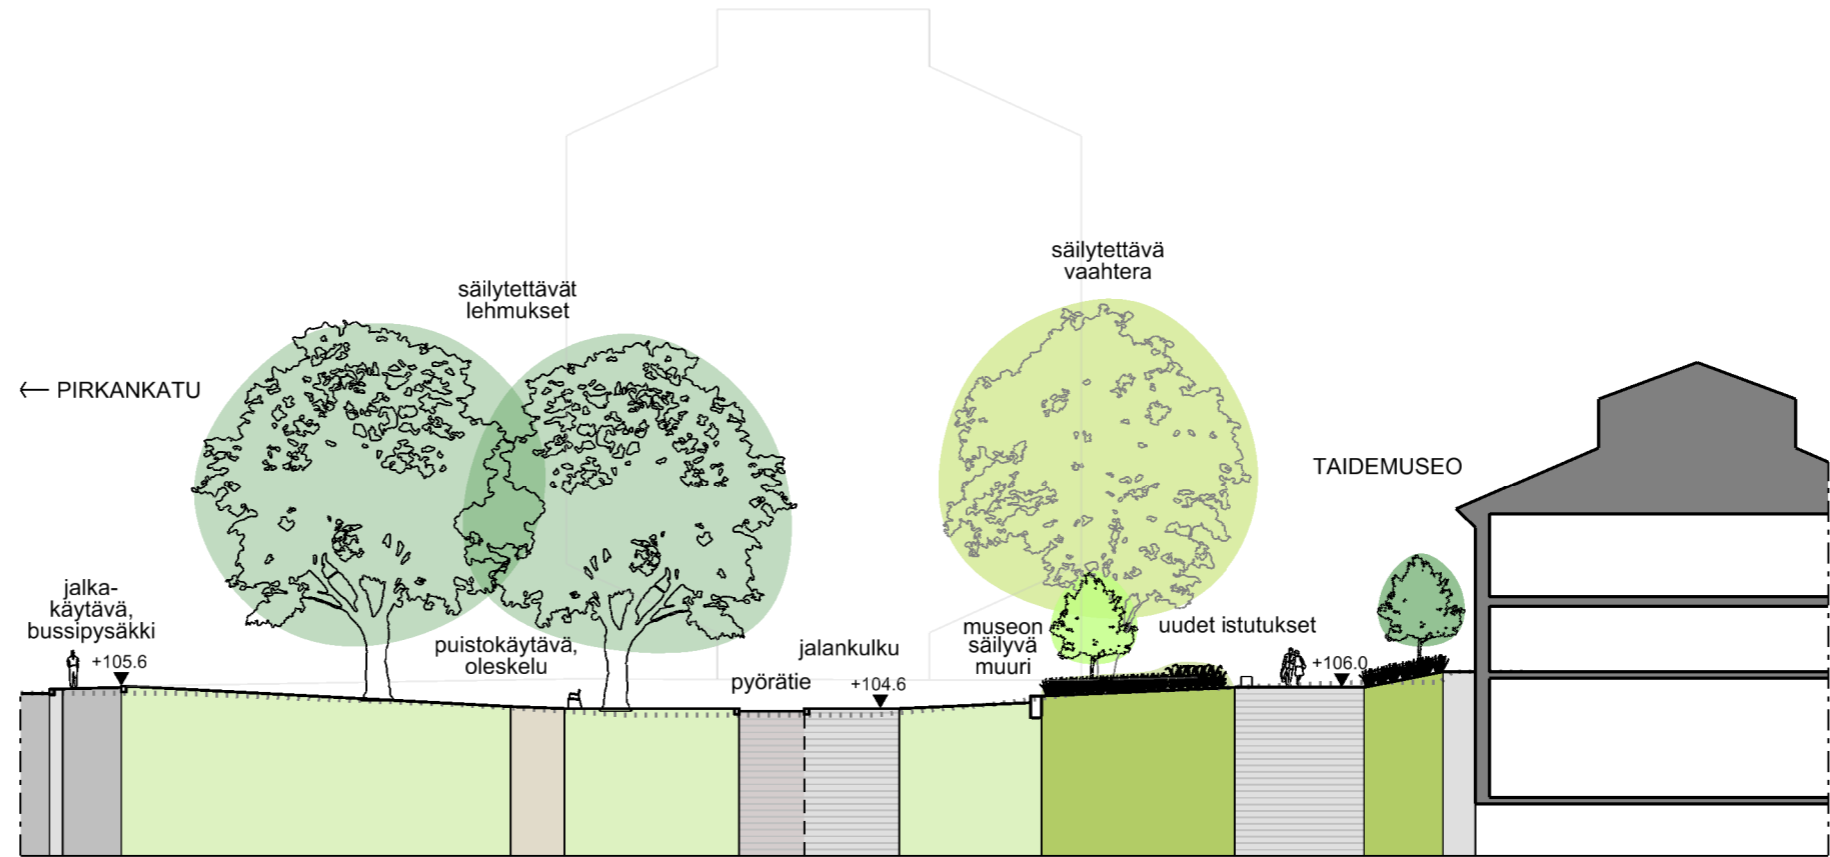 säilytettävä
vaahtera
säilytettävät
lehmukset
← PIRKANKATU
TAIDEMUSEO
jalka-
käytävä,
bussipysäkki
+105.6
puistokäytävä,
oleskelu
jalankulku
pyörätie
+104.6
museon
säilyvä
muuri
uudet istutukset
+106.0